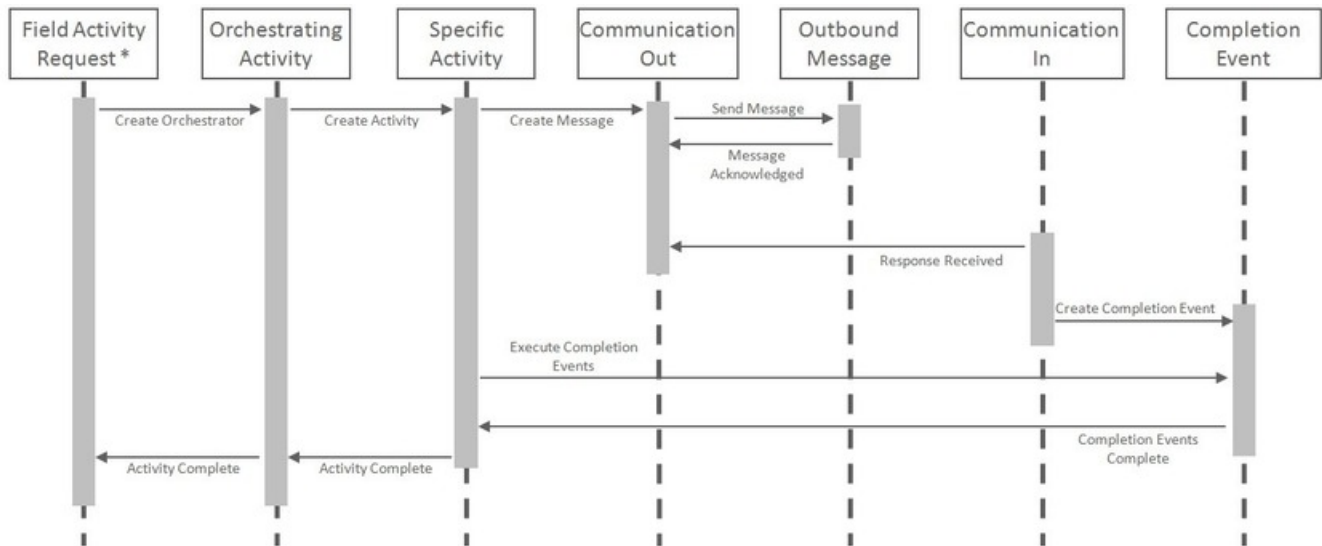 Field Activity
Request *
Orchestrating
Activity
Specific
Activity
Communication
Out
Outbound
Message
Communication
In
Completion
Event
Create Orchestrator
Create Activity
Create Message
Send Message
Message
Acknowledged
Response Received
Create Completion Event
Execute Completion
Events
Completion Events
Complete
Activity Complete
Activity Complete